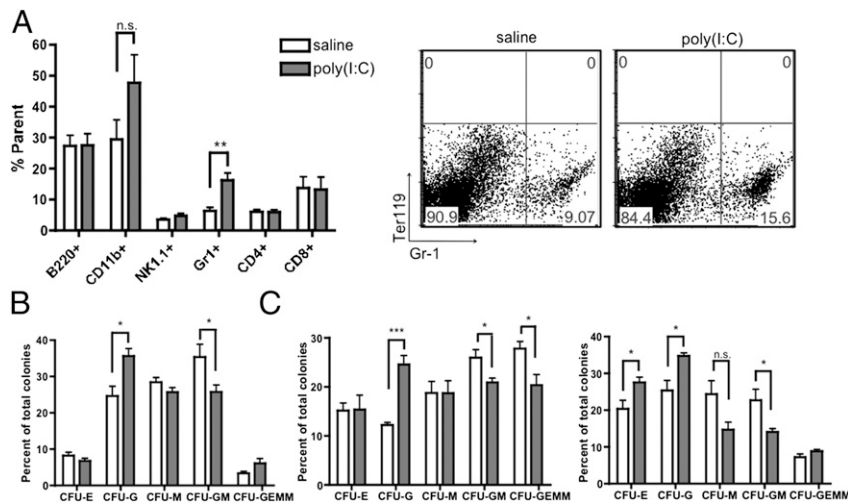 A
n.s.
saline
poly(I:C)
60
50
40
30
20
10
0
% Parent
**
B220+
CD11b+
NK1.1+
Gr1+
CD4+
CD8+
saline
poly(I:C)
0 0
0 0
90.9 9.07
84.4 15.6
Ter119
Gr-1
B
Percent of total colonies
40
30
20
10
0
*
*
CFU-E CFU-G CFU-M CFU-GM CFU-GEMM
C
Percent of total colonies
30
20
10
0
***
*
*
CFU-E CFU-G CFU-M CFU-GM CFU-GEMM
Percent of total colonies
40
30
20
10
0
*
*
n.s.
*
CFU-E CFU-G CFU-M CFU-GM CFU-GEMM